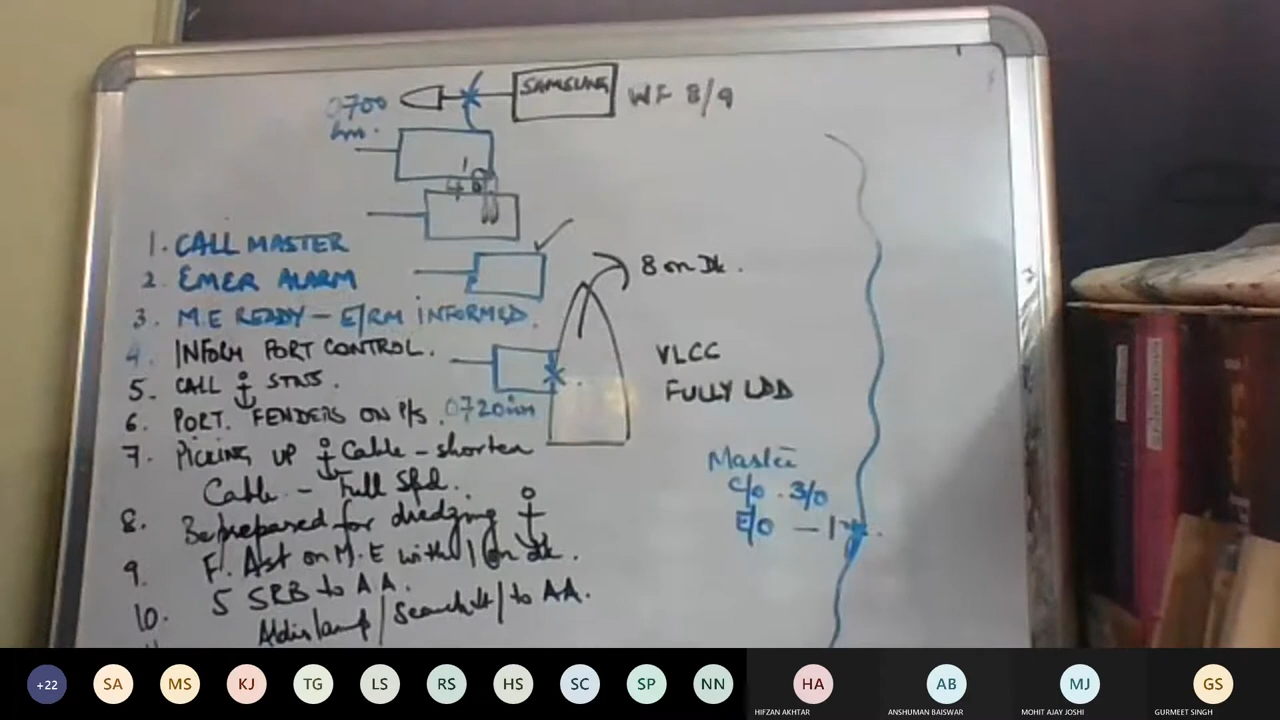 0700
SAMSUNG
WF 8/9
1. CALL MASTER
2. EMER ALARM
3. M.E READY – E/RM INFORMED.
4. INFORM PORT CONTROL.
5. CALL STNS.
6. PORT. FENDERS ON P/S.
7. PICKING UP Cable – shorten
Cable – Full Spd.
8. Be prepared for dredging
9. F. Ast on M.E with 1 on dk.
10. 5 SRB to AA.
Aldis lamp / Search lt / to AA.
8 on Dk.
VLCC
FULLY LDD
0720
Master
C/O. 3/O
E/O
+22
SA
MS
KJ
TG
LS
RS
HS
SC
SP
NN
HA
HIFZAN AKHTAR
AB
ANSHUMAN BAISWAR
MJ
MOHIT AJAY JOSHI
GS
GURMEET SINGH